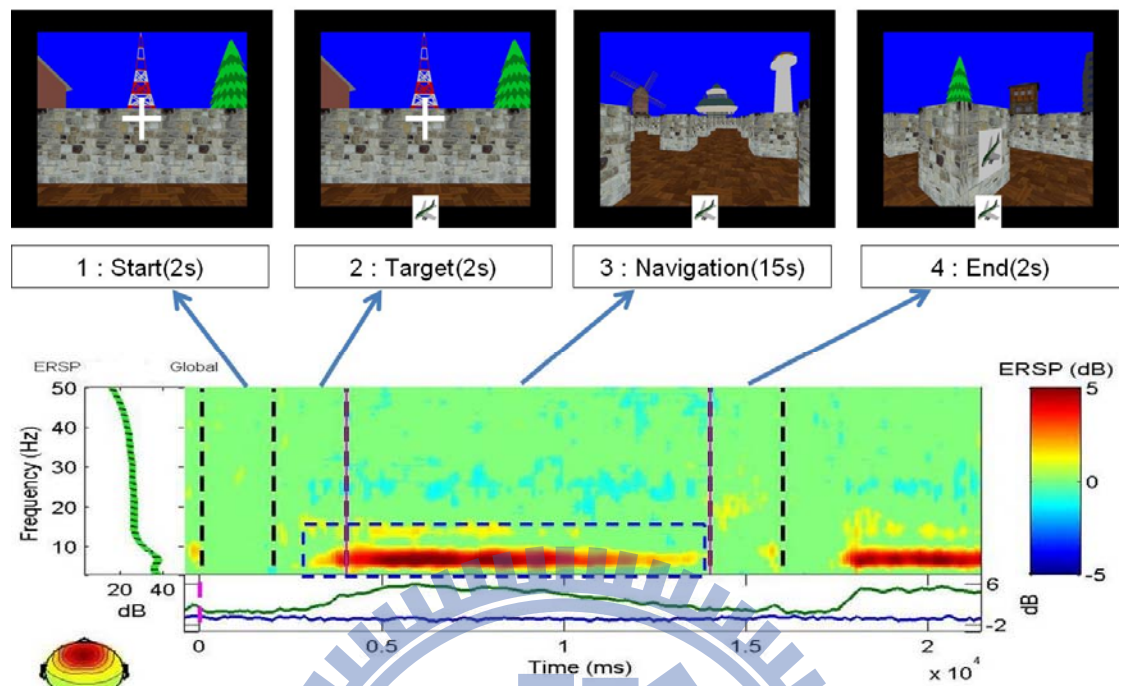 1 : Start(2s)
2 : Target(2s)
3 : Navigation(15s)
4 : End(2s)
ERSP
Global
ERSP (dB)
50
40
30
20
10
Frequency (Hz)
5
0
-5
20 40
dB
6
-2
dB
0 0.5 1 1.5 2
Time (ms)
x 10^4